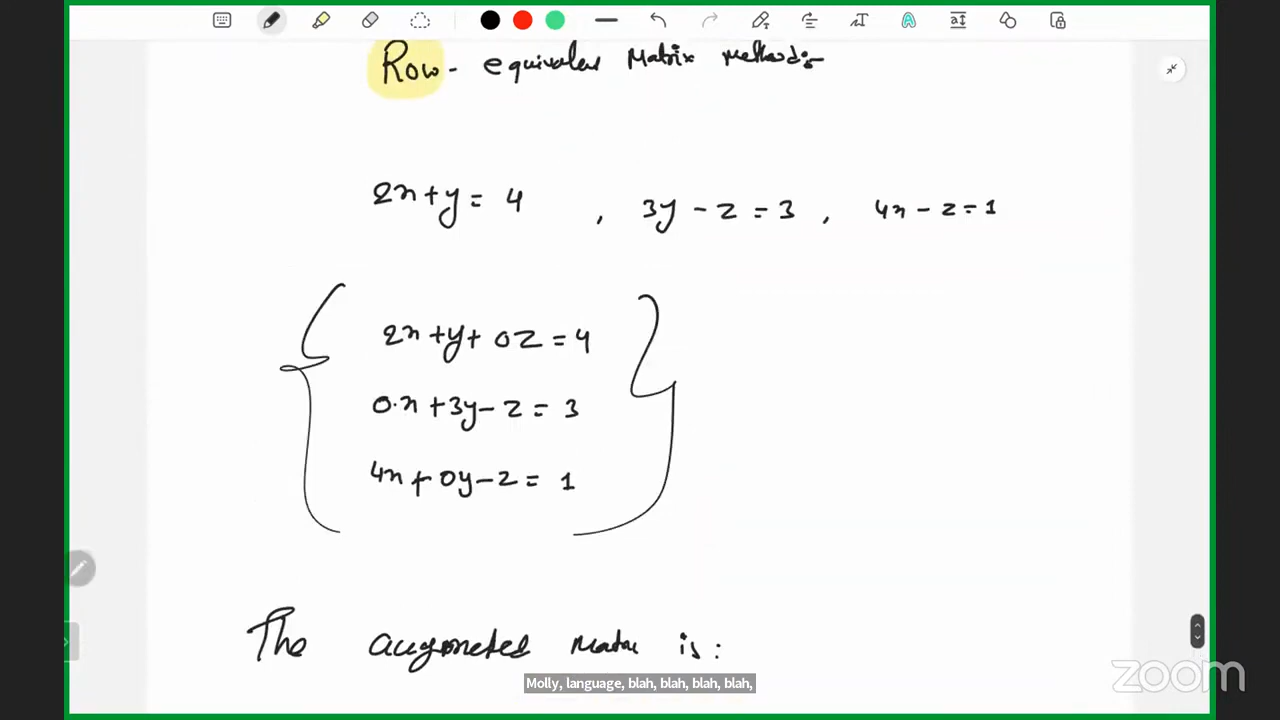 Row - equivalent Matrix Method:-
2x + y = 4 , 3y - z = 3 , 4x - z = 1
2x + y + 0z = 4
0.x + 3y - z = 3
4x + 0y - z = 1
The augmented Matrix is:
Molly, language, blah, blah, blah, blah,
zoom